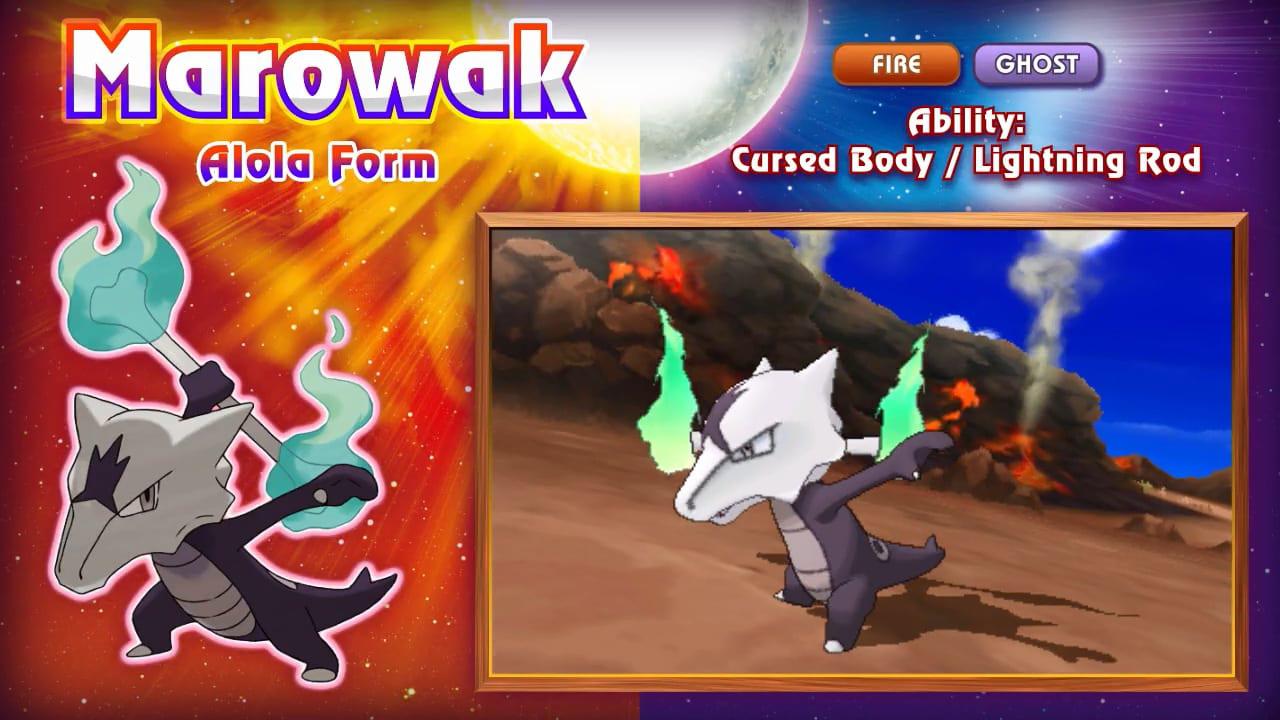 Marowak
Alola Form
FIRE GHOST
Ability:
Cursed Body / Lightning Rod